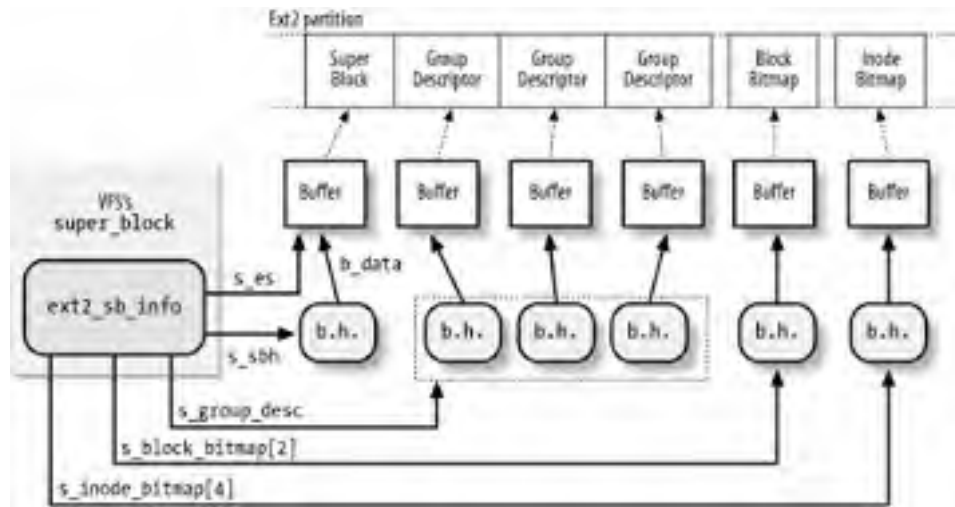 Ext2 partition
Super Block
Group Descriptor
Group Descriptor
Group Descriptor
Block Bitmap
Inode Bitmap
Buffer
Buffer
Buffer
Buffer
Buffer
Buffer
VFS's
super_block
b_data
s_es
ext2_sb_info
b.h.
b.h.
b.h.
b.h.
b.h.
b.h.
s_sbh
s_group_desc
s_block_bitmap[2]
s_inode_bitmap[4]